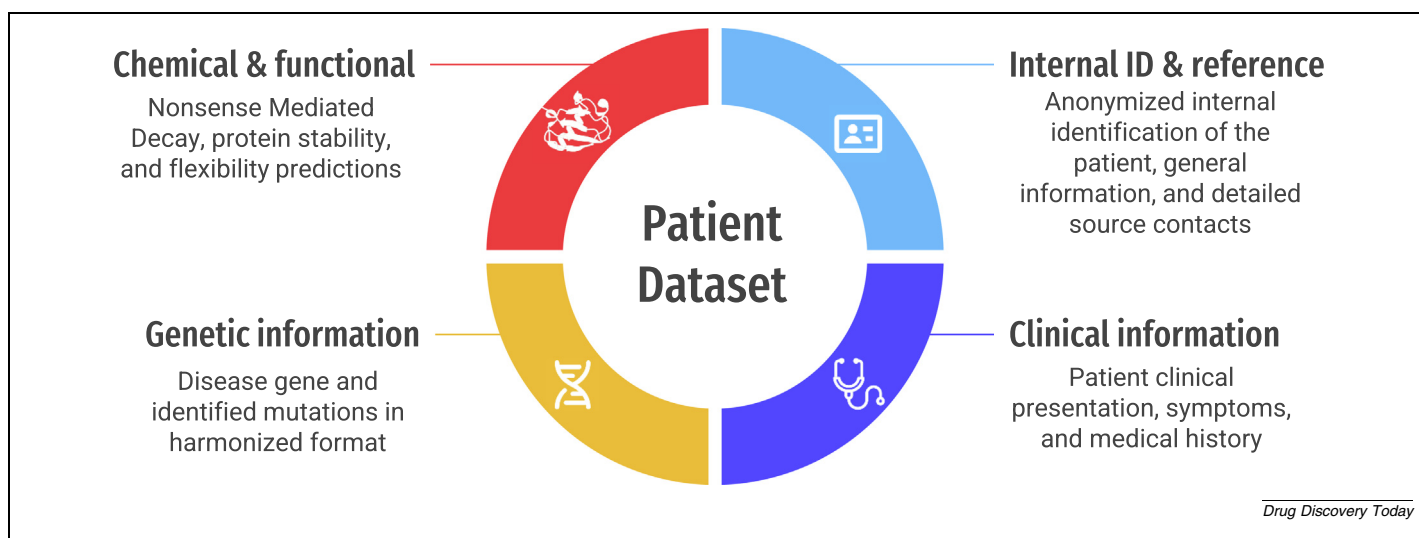 Chemical & functional
Nonsense Mediated
Decay, protein stability,
and flexibility predictions
Internal ID & reference
Anonymized internal
identification of the
patient, general
information, and detailed
source contacts
Patient
Dataset
Genetic information
Disease gene and
identified mutations in
harmonized format
Clinical information
Patient clinical
presentation, symptoms,
and medical history
Drug Discovery Today